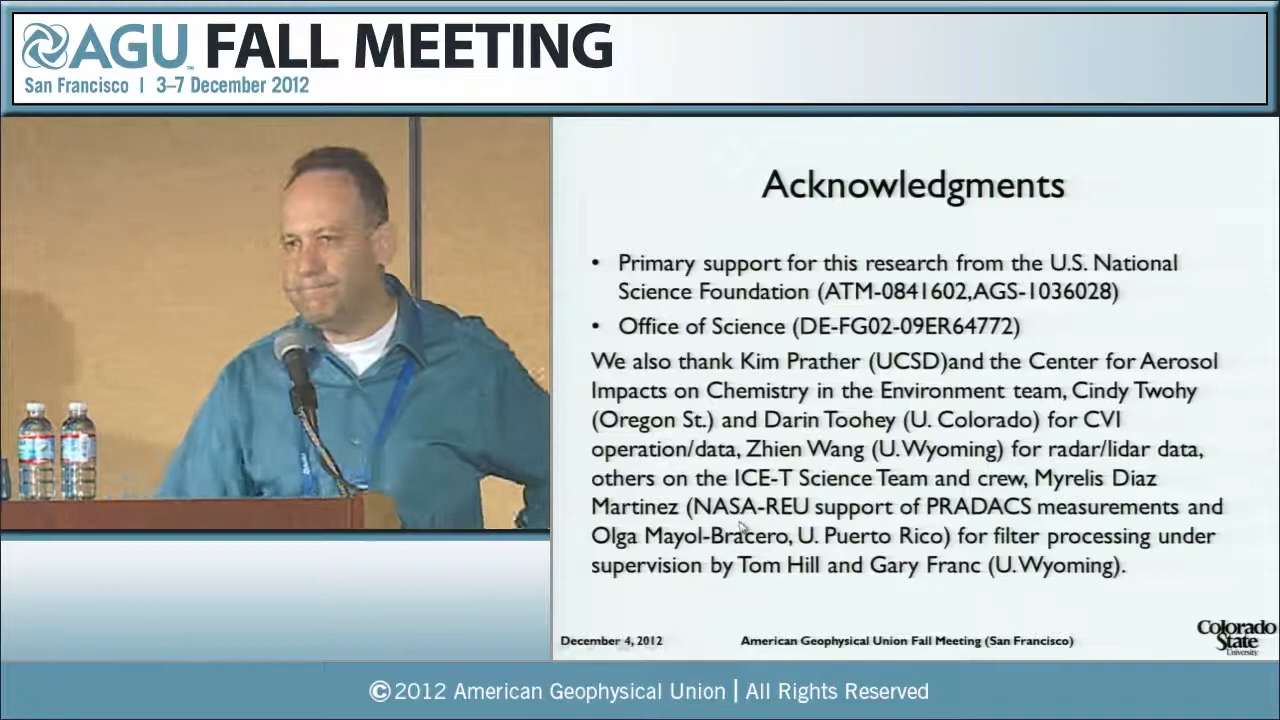 AGU™ FALL MEETING
San Francisco | 3–7 December 2012
Acknowledgments
• Primary support for this research from the U.S. National
Science Foundation (ATM-0841602,AGS-1036028)
• Office of Science (DE-FG02-09ER64772)
We also thank Kim Prather (UCSD)and the Center for Aerosol
Impacts on Chemistry in the Environment team, Cindy Twohy
(Oregon St.) and Darin Toohey (U. Colorado) for CVI
operation/data, Zhien Wang (U. Wyoming) for radar/lidar data,
others on the ICE-T Science Team and crew, Myrelis Diaz
Martinez (NASA-REU support of PRADACS measurements and
Olga Mayol-Bracero, U. Puerto Rico) for filter processing under
supervision by Tom Hill and Gary Franc (U. Wyoming).
December 4, 2012
American Geophysical Union Fall Meeting (San Francisco)
Colorado
State
University
©2012 American Geophysical Union | All Rights Reserved